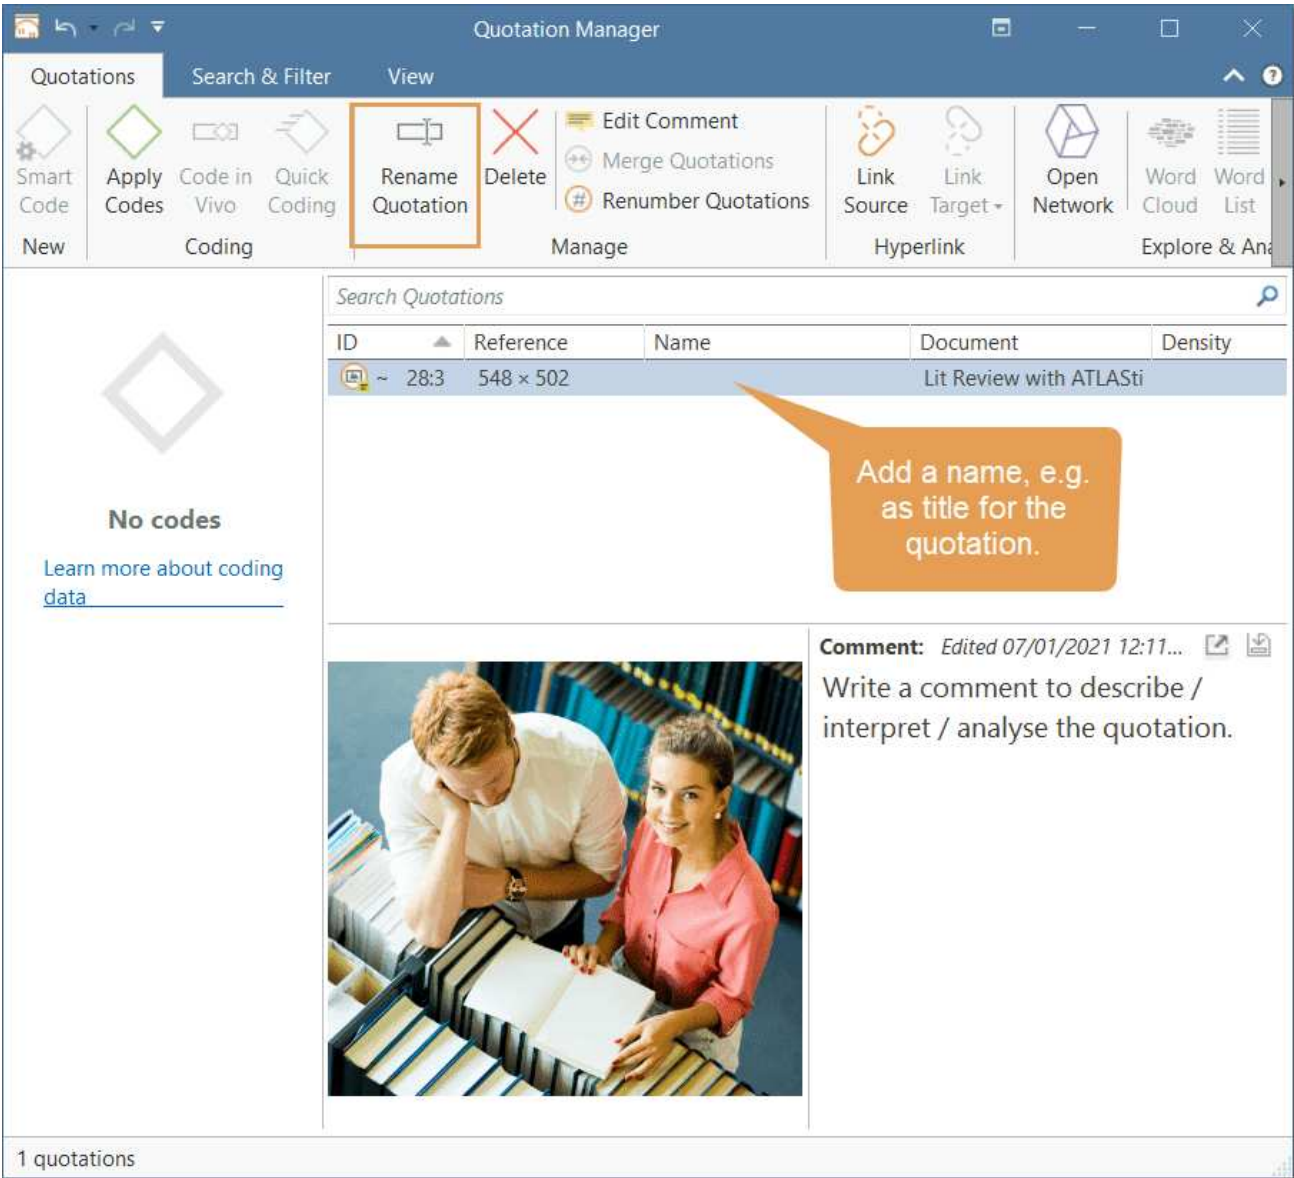 Quotation Manager
Quotations Search & Filter View
Smart Code
Apply Codes
Code in Vivo
Quick Coding
Rename Quotation
Delete
Edit Comment
Merge Quotations
Renumber Quotations
Link Source
Link Target
Open Network
Word Cloud
Word List
New Coding Manage Hyperlink Explore & Ana
Search Quotations
ID Reference Name Document Density
~ 28:3 548 × 502 Lit Review with ATLASti
Add a name, e.g.
as title for the
quotation.
No codes
Learn more about coding
data
Comment: Edited 07/01/2021 12:11...
Write a comment to describe /
interpret / analyse the quotation.
1 quotations